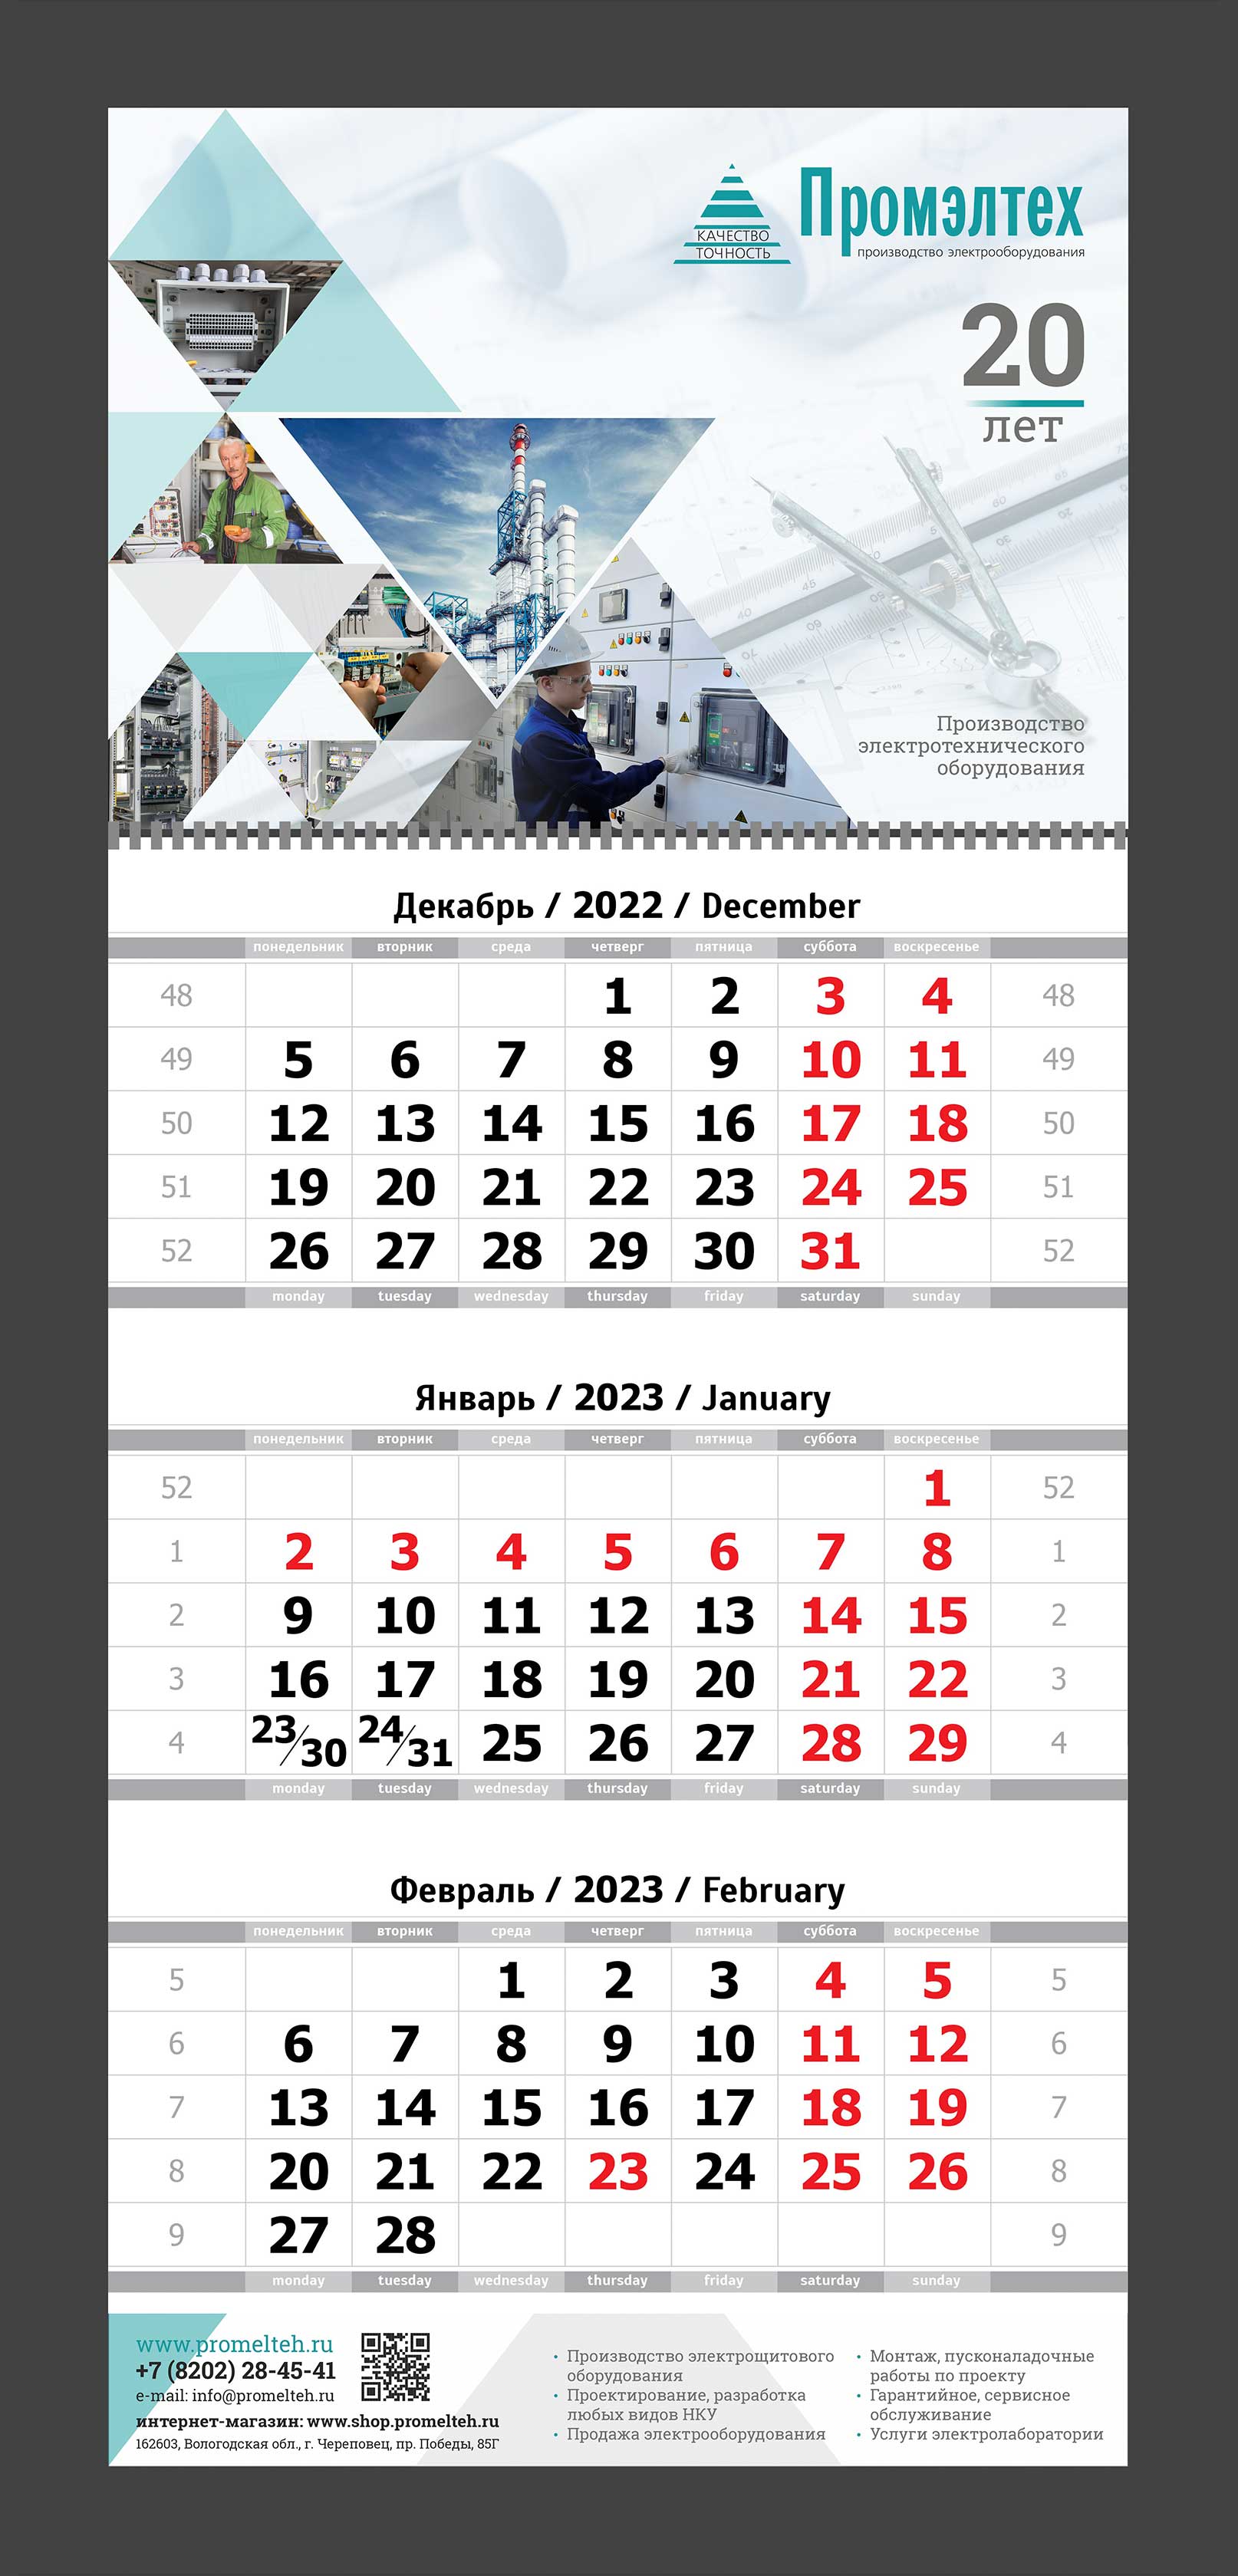 КАЧЕСТВО
ТОЧНОСТЬ
Промэлтех
производство электрооборудования
20
лет
Производство
электротехнического
оборудования
Декабрь / 2022 / December
понедельник вторник среда четверг пятница суббота воскресенье
48 1 2 3 4 48
49 5 6 7 8 9 10 11 49
50 12 13 14 15 16 17 18 50
51 19 20 21 22 23 24 25 51
52 26 27 28 29 30 31 52
monday tuesday wednesday thursday friday saturday sunday
Январь / 2023 / January
понедельник вторник среда четверг пятница суббота воскресенье
52 1 52
1 2 3 4 5 6 7 8 1
2 9 10 11 12 13 14 15 2
3 16 17 18 19 20 21 22 3
4 23/30 24/31 25 26 27 28 29 4
monday tuesday wednesday thursday friday saturday sunday
Февраль / 2023 / February
понедельник вторник среда четверг пятница суббота воскресенье
5 1 2 3 4 5 5
6 6 7 8 9 10 11 12 6
7 13 14 15 16 17 18 19 7
8 20 21 22 23 24 25 26 8
9 27 28 9
monday tuesday wednesday thursday friday saturday sunday
www.promelteh.ru
+7 (8202) 28-45-41
e-mail: info@promelteh.ru
интернет-магазин: www.shop.promelteh.ru
162603, Вологодская обл., г. Череповец, пр. Победы, 85Г
• Производство электрощитового
оборудования
• Проектирование, разработка
любых видов НКУ
• Продажа электрооборудования
• Монтаж, пусконаладочные
работы по проекту
• Гарантийное, сервисное
обслуживание
• Услуги электролаборатории